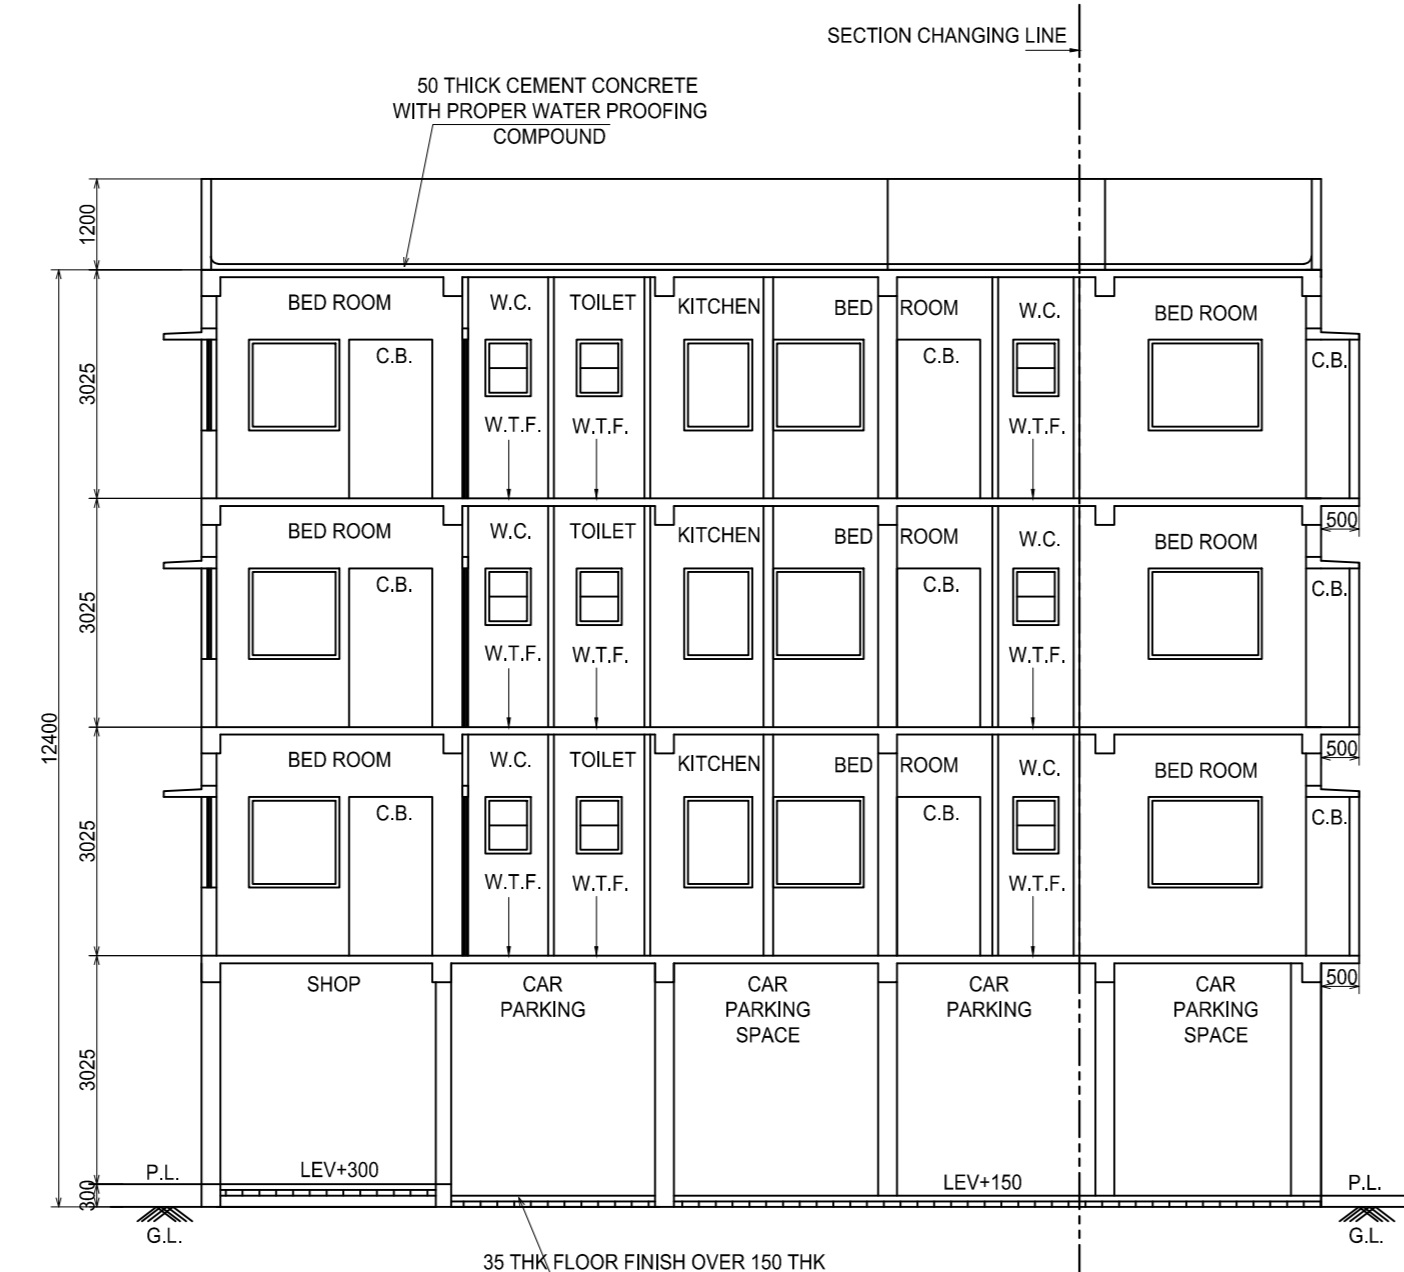 SECTION CHANGING LINE
50 THICK CEMENT CONCRETE
WITH PROPER WATER PROOFING
COMPOUND
1200
BED ROOM W.C. TOILET KITCHEN BED ROOM W.C. BED ROOM
C.B. C.B. C.B.
3025
W.T.F. W.T.F. W.T.F.
500
BED ROOM W.C. TOILET KITCHEN BED ROOM W.C. BED ROOM
C.B. C.B. C.B.
3025
W.T.F. W.T.F. W.T.F.
12400
500
BED ROOM W.C. TOILET KITCHEN BED ROOM W.C. BED ROOM
C.B. C.B. C.B.
3025
W.T.F. W.T.F. W.T.F.
500
SHOP CAR CAR CAR CAR
PARKING PARKING PARKING PARKING
SPACE SPACE
3025
P.L. LEV+300 LEV+150 P.L.
300
G.L. G.L.
35 THK FLOOR FINISH OVER 150 THK